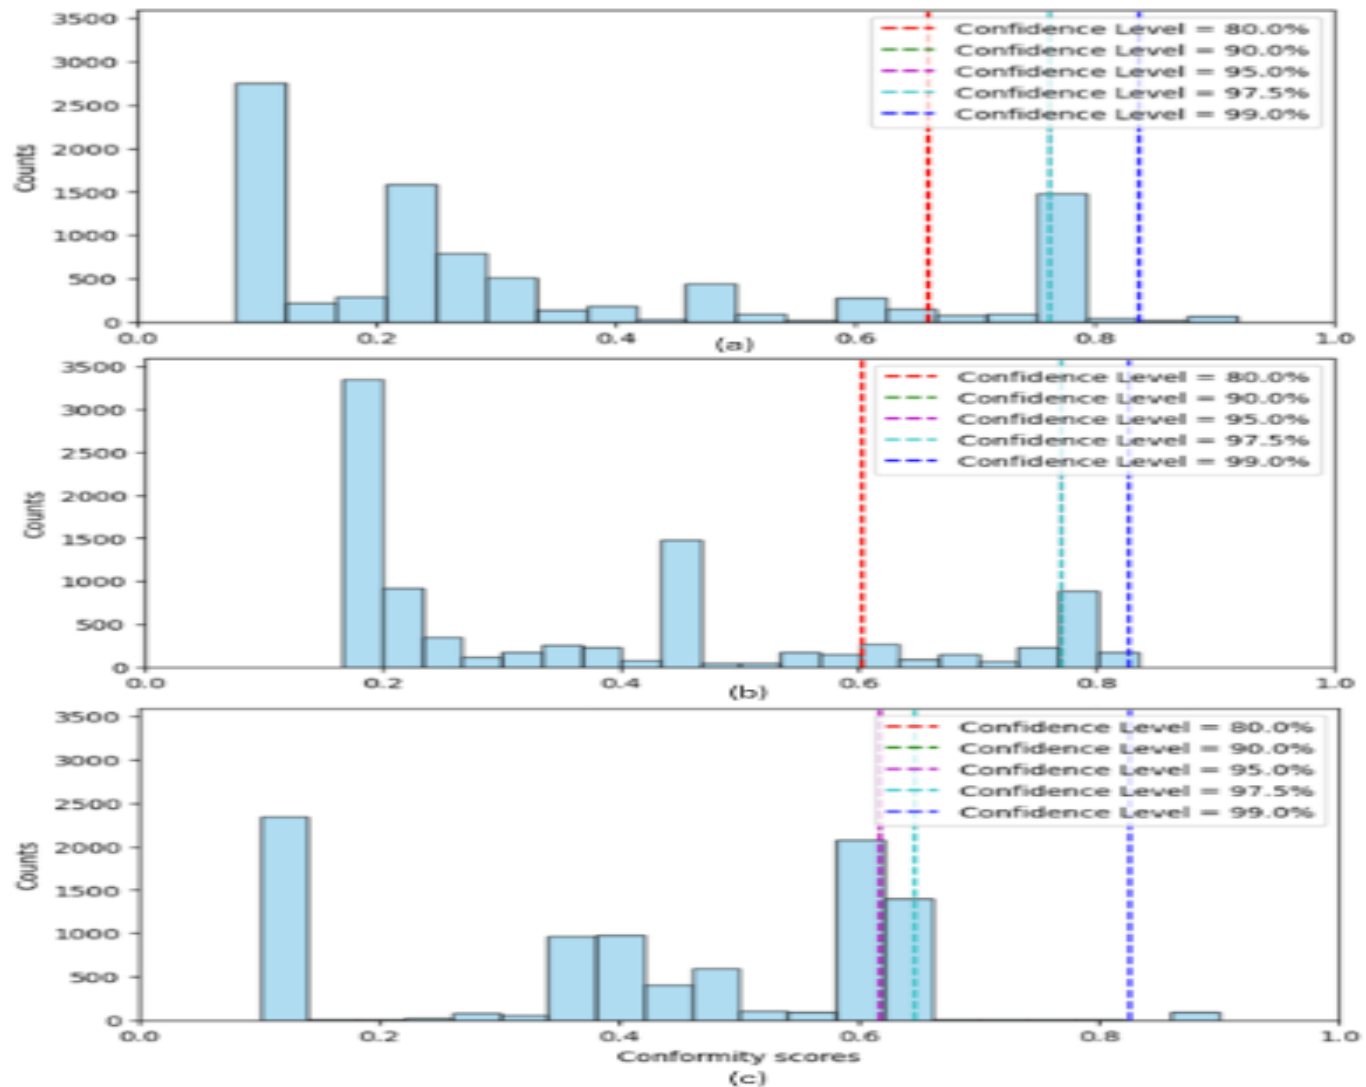 3500
Confidence Level = 80.0%
3000
Confidence Level = 90.0%
Confidence Level = 95.0%
2500
Confidence Level = 97.5%
Confidence Level = 99.0%
2000
Counts
1500
1000
500
0
0.0 0.2 0.4 0.6 0.8 1.0
(a)
3500
Confidence Level = 80.0%
3000
Confidence Level = 90.0%
Confidence Level = 95.0%
2500
Confidence Level = 97.5%
Confidence Level = 99.0%
2000
Counts
1500
1000
500
0
0.0 0.2 0.4 0.6 0.8 1.0
(b)
3500
Confidence Level = 80.0%
3000
Confidence Level = 90.0%
Confidence Level = 95.0%
2500
Confidence Level = 97.5%
Confidence Level = 99.0%
2000
Counts
1500
1000
500
0
0.0 0.2 0.4 0.6 0.8 1.0
Conformity scores
(c)